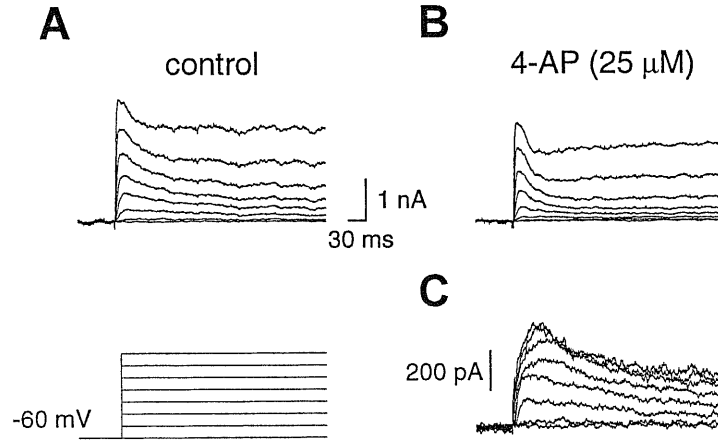 A
control
1 nA
30 ms
-60 mV
B
4-AP (25 μM)
C
200 pA